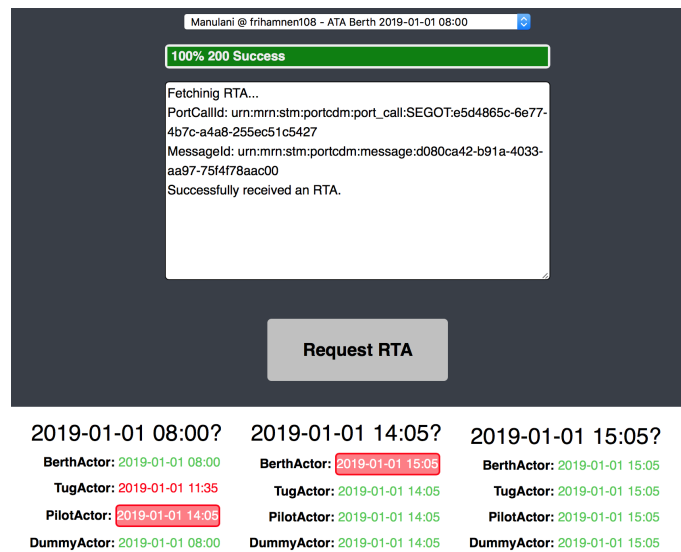 Manulani @ frihamnen108 - ATA Berth 2019-01-01 08:00
100% 200 Success
Fetchinig RTA...
PortCallId: urn:mrn:stm:portcdm:port_call:SEGOT:e5d4865c-6e77-
4b7c-a4a8-255ec51c5427
MessageId: urn:mrn:stm:portcdm:message:d080ca42-b91a-4033-
aa97-75f4f78aac00
Successfully received an RTA.
Request RTA
2019-01-01 08:00?
BerthActor: 2019-01-01 08:00
TugActor: 2019-01-01 11:35
PilotActor: 2019-01-01 14:05
DummyActor: 2019-01-01 08:00
2019-01-01 14:05?
BerthActor: 2019-01-01 15:05
TugActor: 2019-01-01 14:05
PilotActor: 2019-01-01 14:05
DummyActor: 2019-01-01 14:05
2019-01-01 15:05?
BerthActor: 2019-01-01 15:05
TugActor: 2019-01-01 15:05
PilotActor: 2019-01-01 15:05
DummyActor: 2019-01-01 15:05